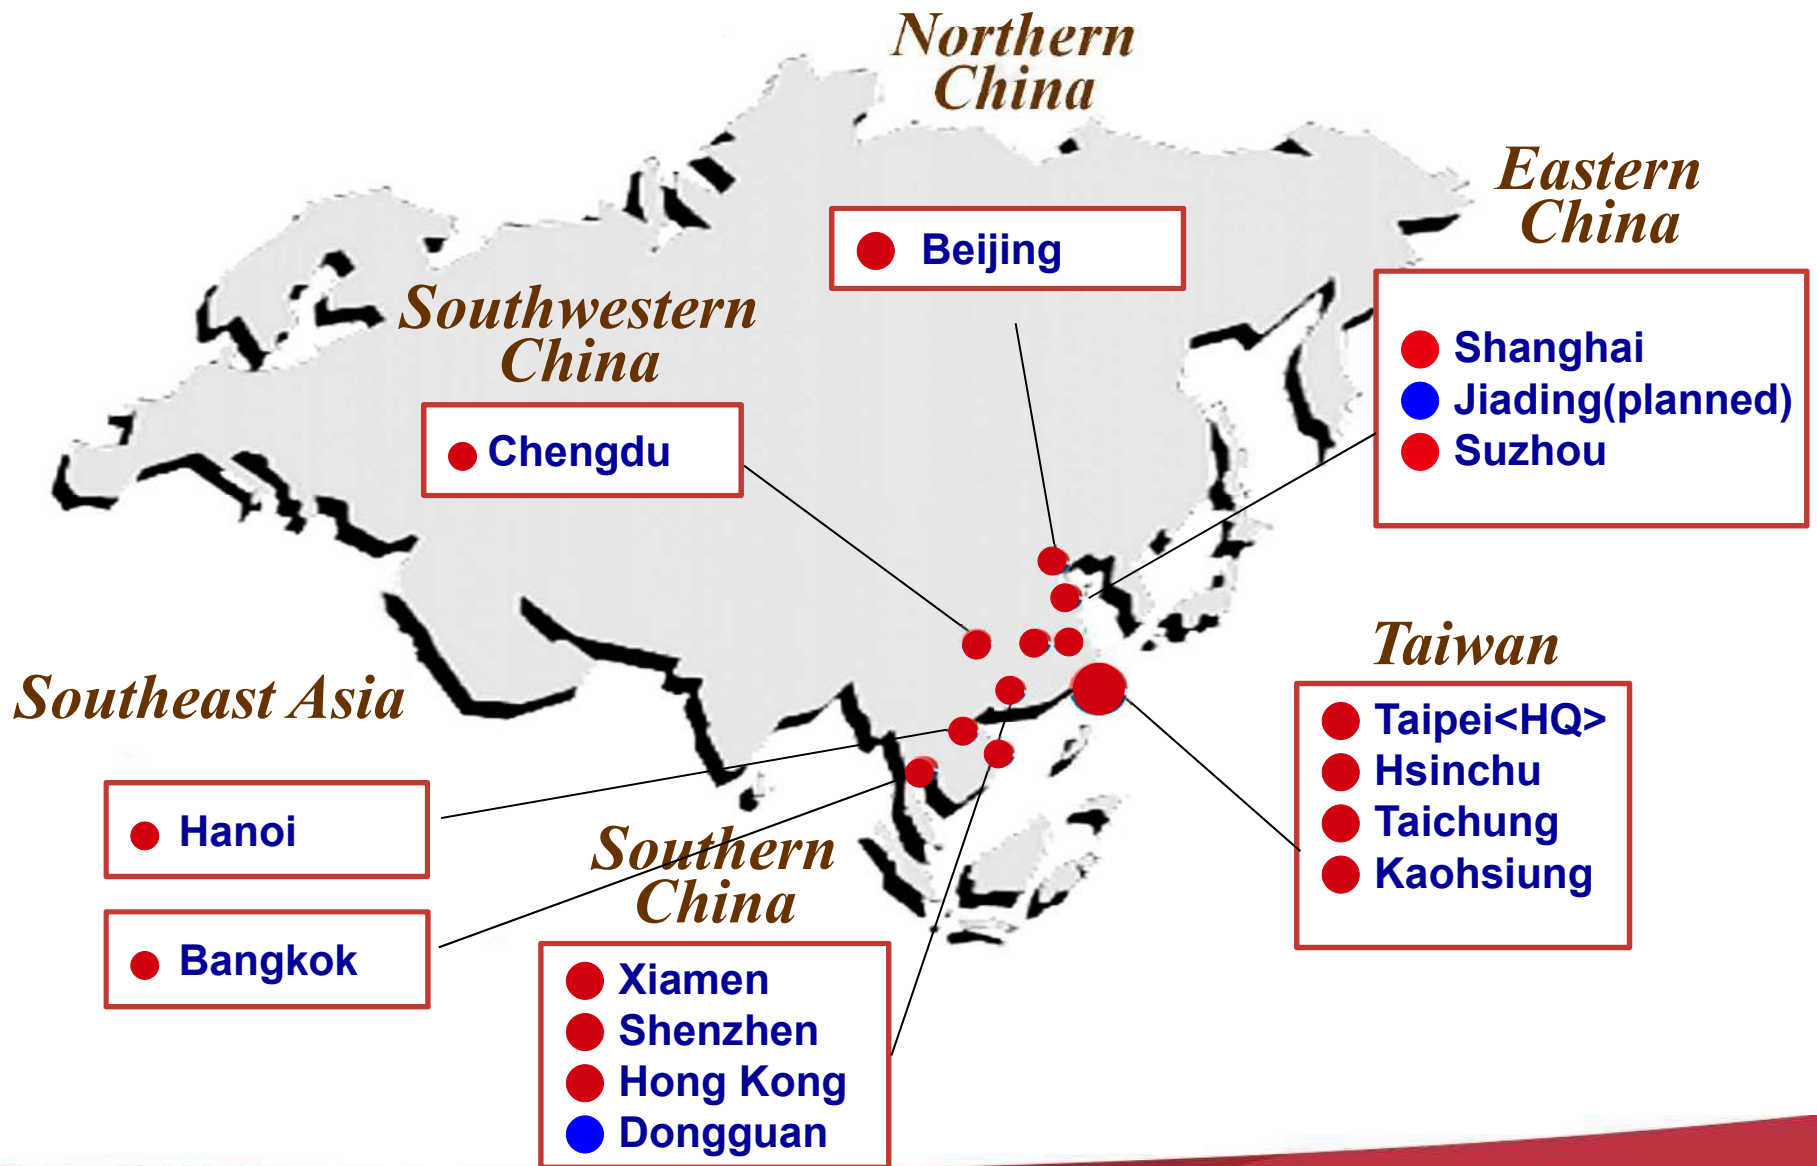 Northern
China
Beijing
Eastern
China
Shanghai
Jiading(planned)
Suzhou
Southwestern
China
Chengdu
Taiwan
Taipei<HQ>
Hsinchu
Taichung
Kaohsiung
Southeast Asia
Hanoi
Bangkok
Southern
China
Xiamen
Shenzhen
Hong Kong
Dongguan